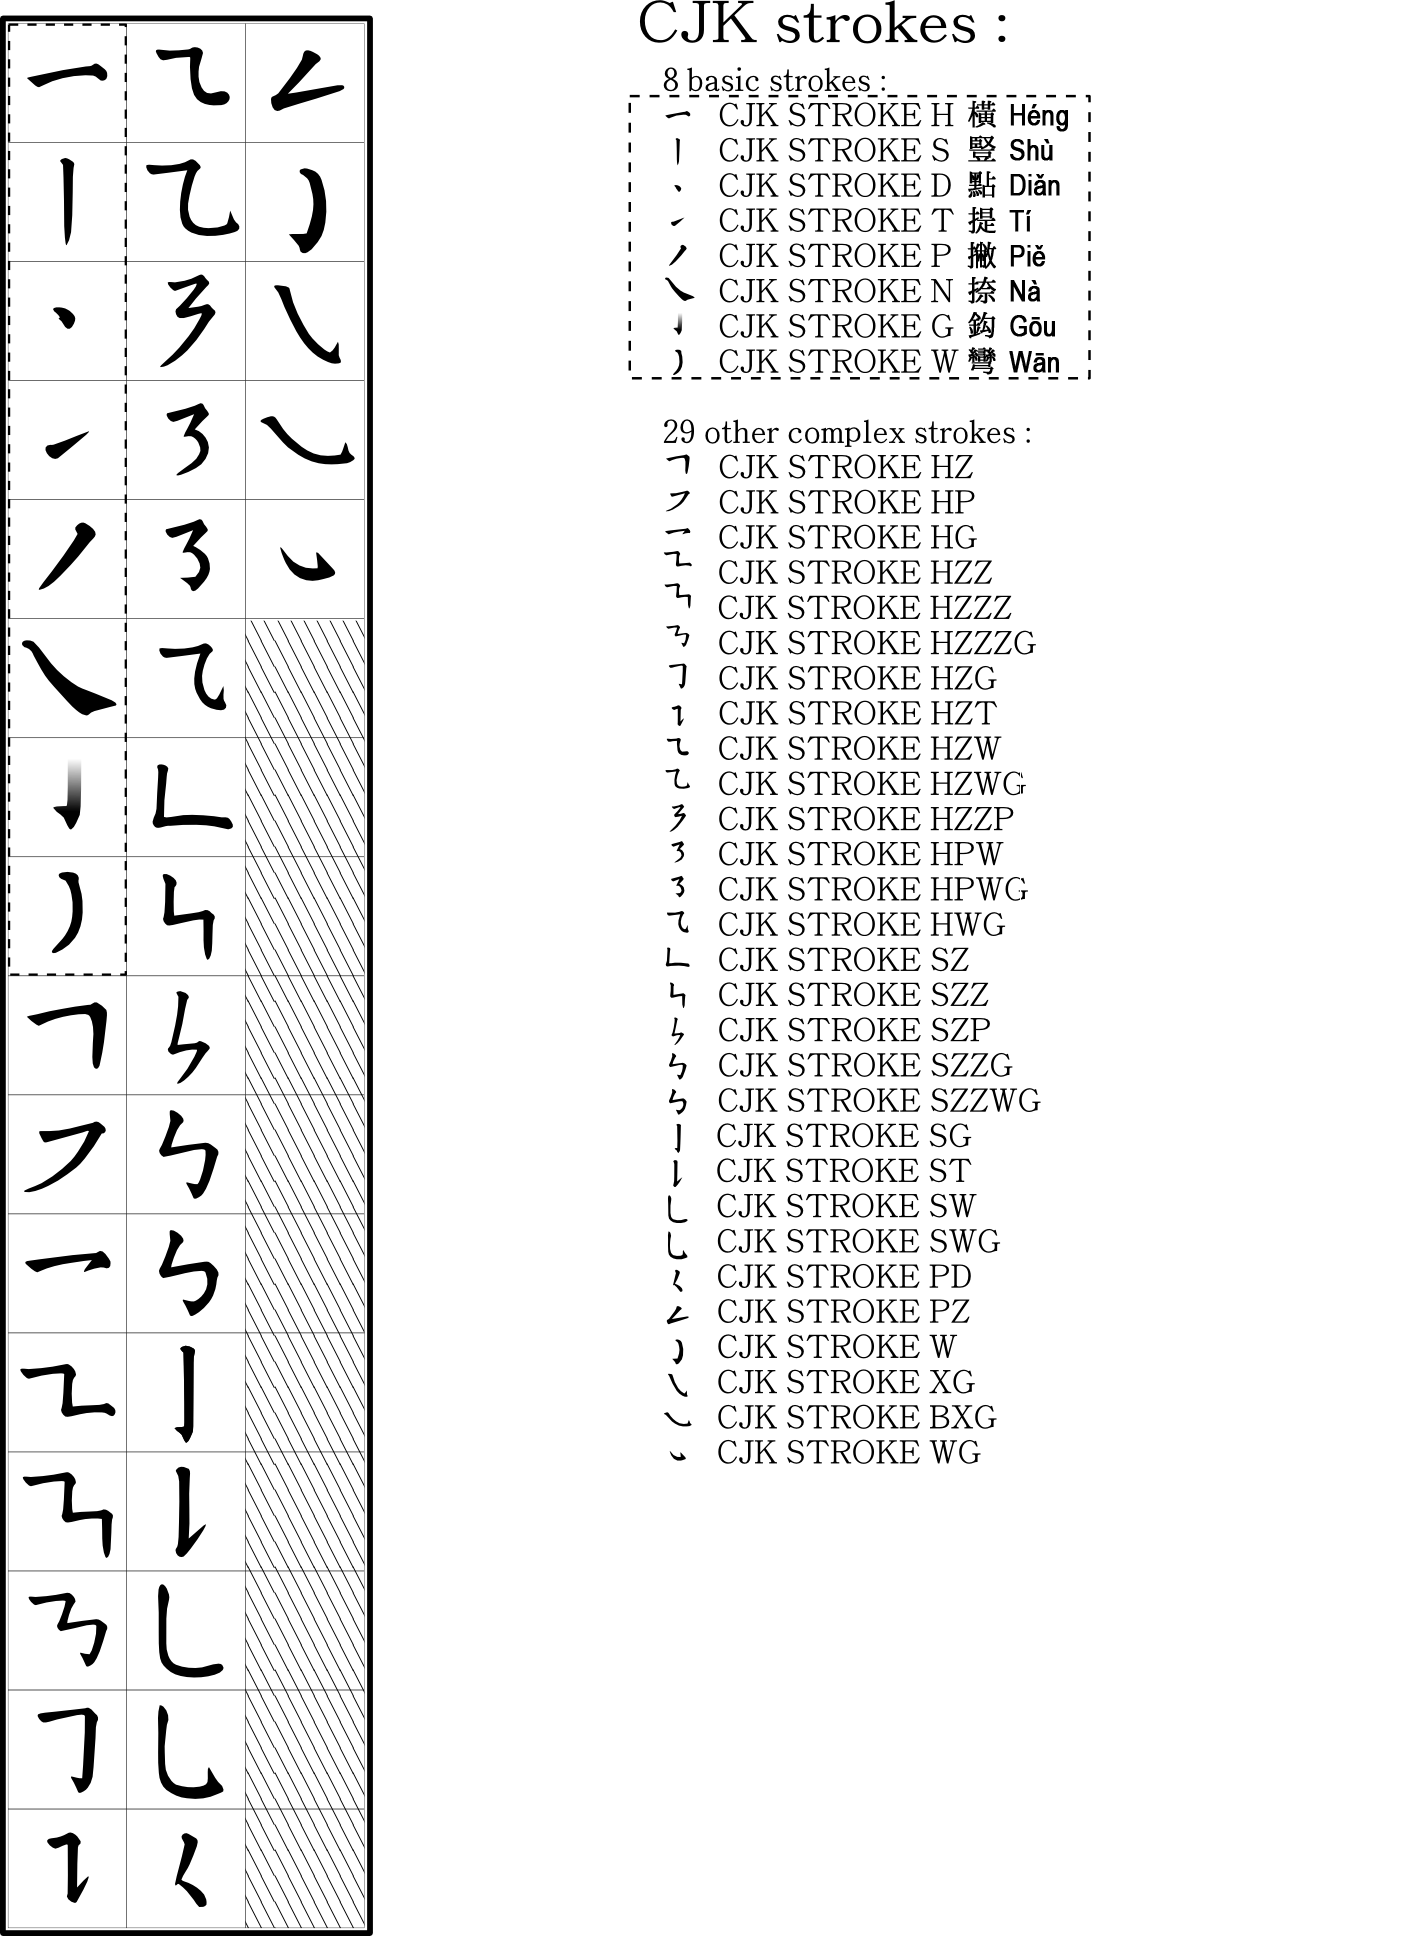 CJK strokes :
8 basic strokes :
㇐ CJK STROKE H 橫 Héng
㇑ CJK STROKE S 豎 Shù
㇔ CJK STROKE D 點 Diǎn
㇀ CJK STROKE T 提 Tí
㇒ CJK STROKE P 撇 Piě
㇏ CJK STROKE N 捺 Nà
CJK STROKE G 鈎 Gōu
CJK STROKE W 彎 Wān
29 other complex strokes :
㇕ CJK STROKE HZ
㇇ CJK STROKE HP
㇖ CJK STROKE HG
㇅ CJK STROKE HZZ
㇎ CJK STROKE HZZZ
㇡ CJK STROKE HZZZG
㇆ CJK STROKE HZG
㇊ CJK STROKE HZT
㇍ CJK STROKE HZW
㇈ CJK STROKE HZWG
㇋ CJK STROKE HZZP
㇌ CJK STROKE HPW
㇌ CJK STROKE HPWG
㇠ CJK STROKE HWG
㇗ CJK STROKE SZ
㇞ CJK STROKE SZZ
㇘ CJK STROKE SZP
㇉ CJK STROKE SZZG
㇉ CJK STROKE SZZWG
㇚ CJK STROKE SG
㇙ CJK STROKE ST
㇄ CJK STROKE SW
㇟ CJK STROKE SWG
㇛ CJK STROKE PD
㇜ CJK STROKE PZ
㇁ CJK STROKE W
㇂ CJK STROKE XG
㇃ CJK STROKE BXG
CJK STROKE WG